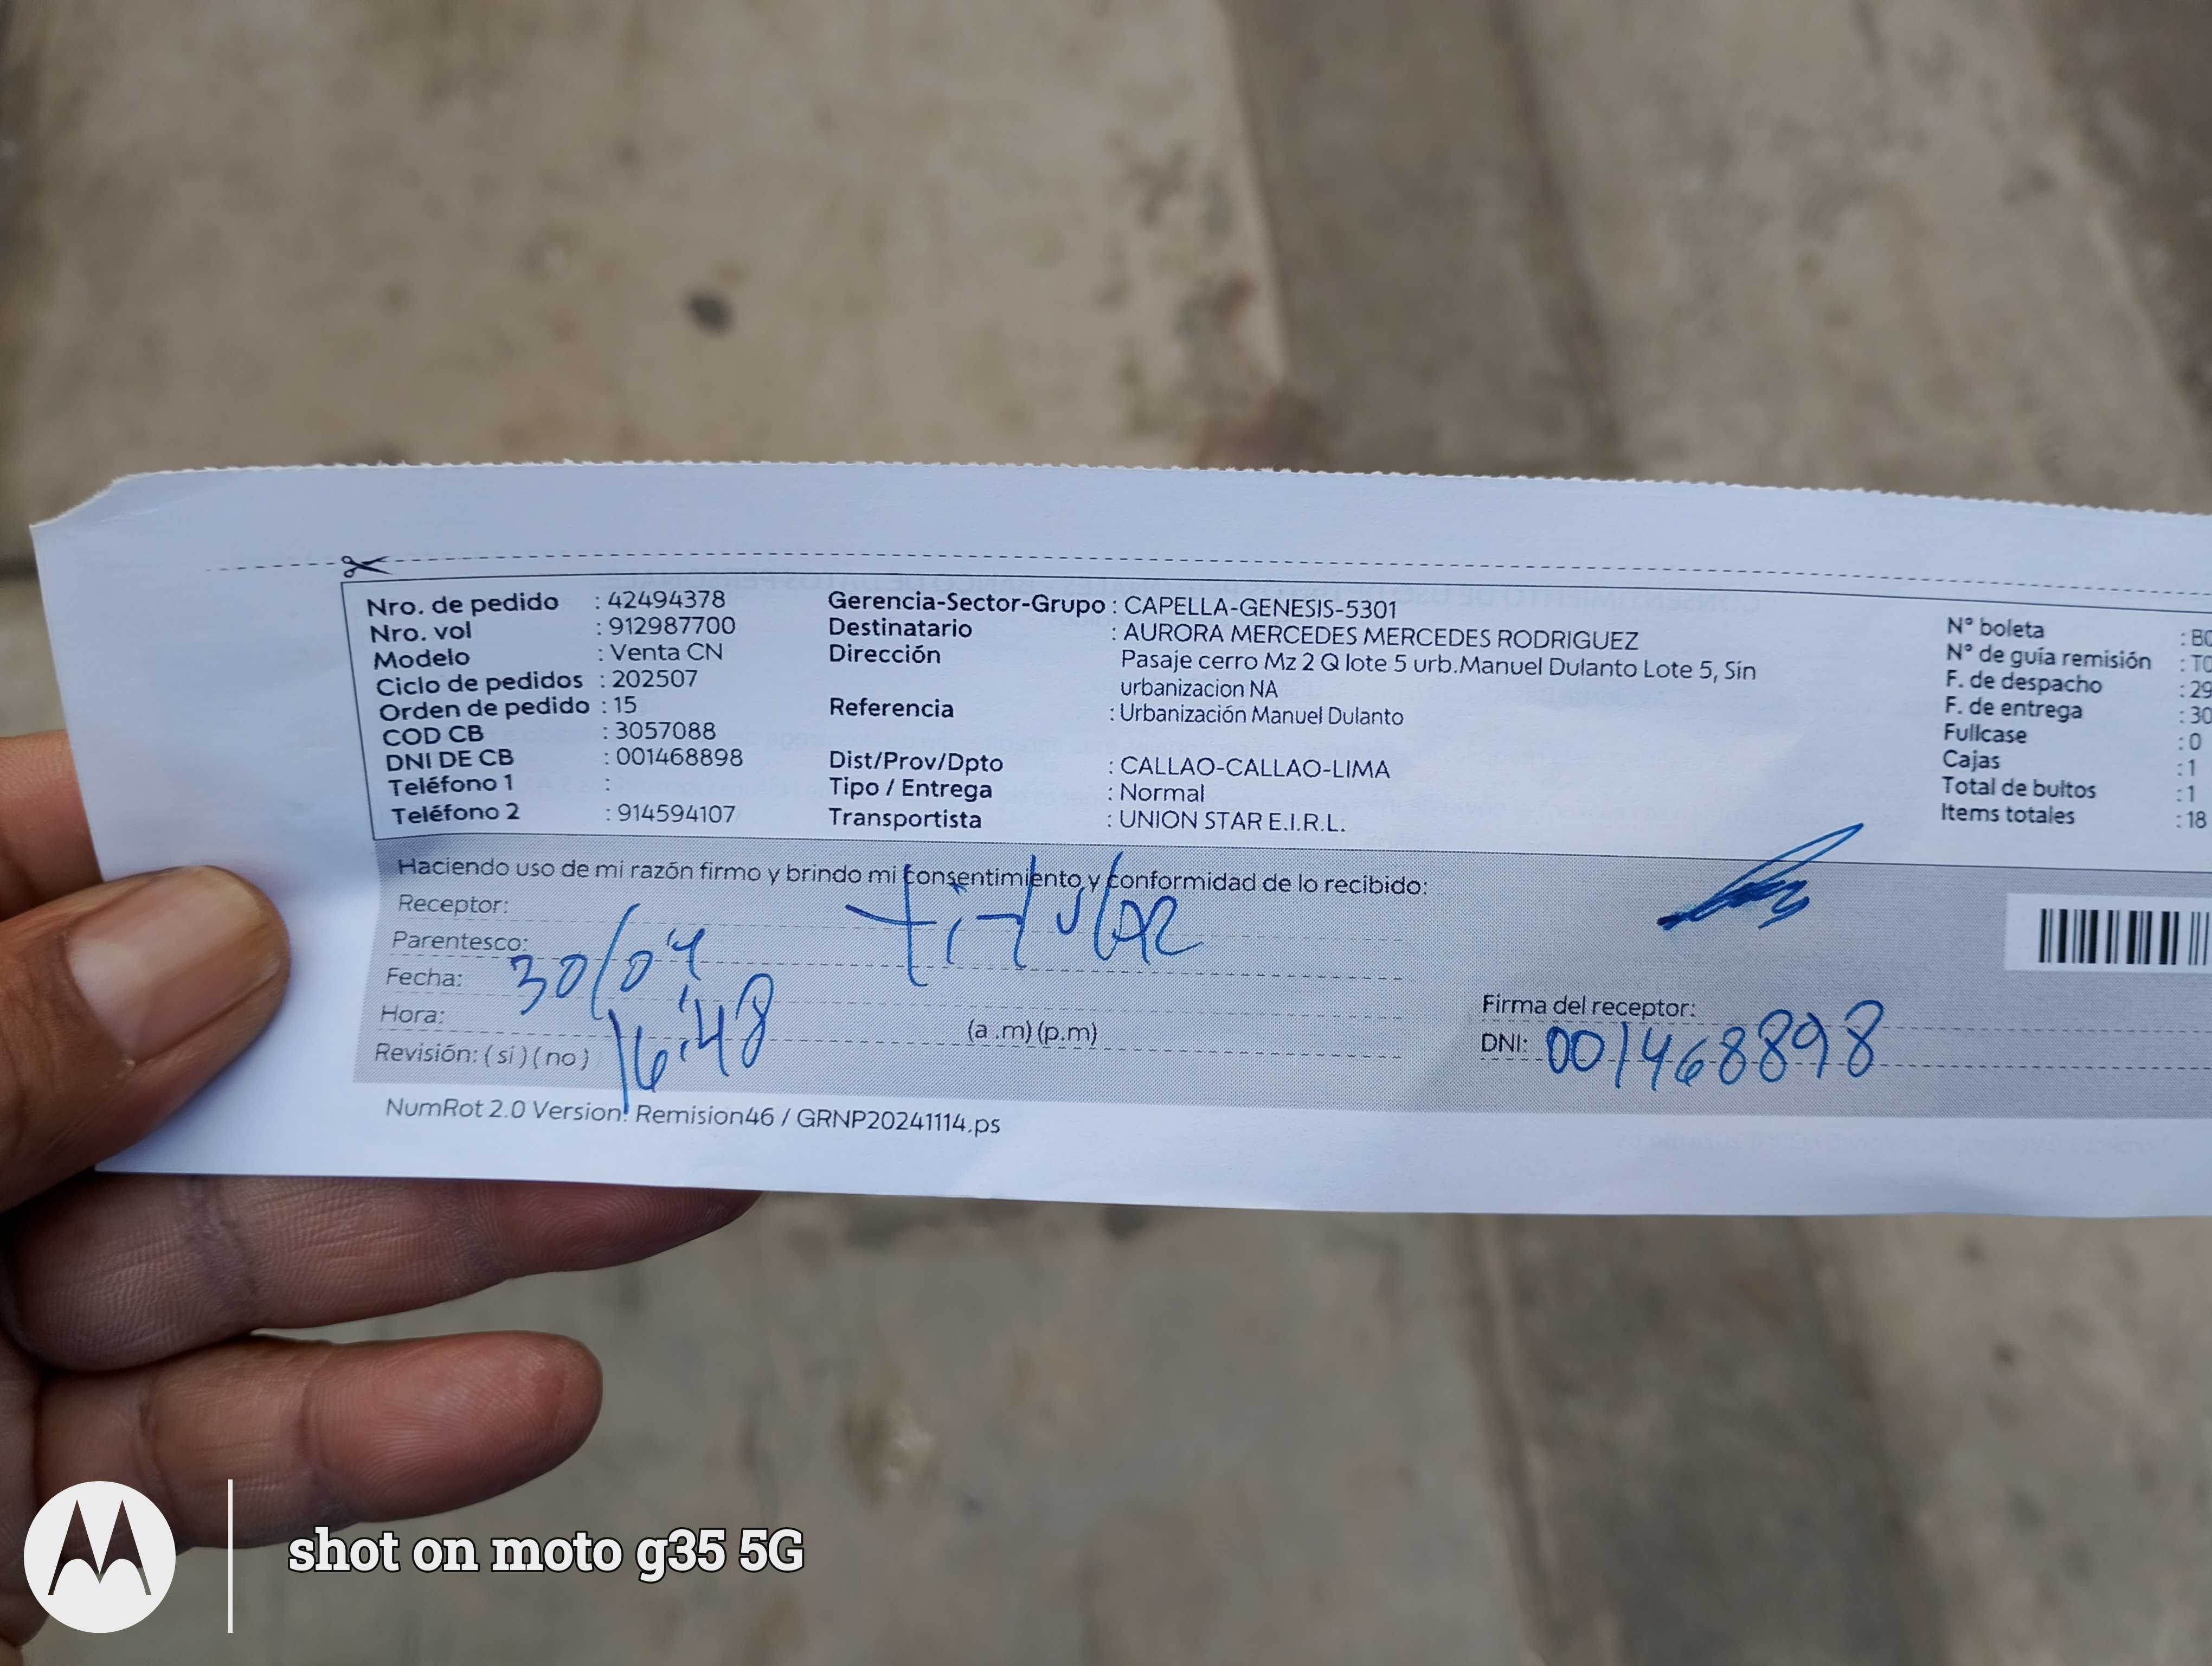 Nro. de pedido : 42494378
Nro. vol : 912987700
Modelo : Venta CN
Ciclo de pedidos : 202507
Orden de pedido : 15
COD CB : 3057088
DNI DE CB : 001468898
Teléfono 1 :
Teléfono 2 : 914594107
Gerencia-Sector-Grupo : CAPELLA-GENESIS-5301
Destinatario : AURORA MERCEDES MERCEDES RODRIGUEZ
Dirección Pasaje cerro Mz 2 Q lote 5 urb.Manuel Dulanto Lote 5, Sin
urbanizacion NA
Referencia : Urbanización Manuel Dulanto
Dist/Prov/Dpto : CALLAO-CALLAO-LIMA
Tipo / Entrega : Normal
Transportista : UNION STAR E.I.R.L.
N° boleta : B
N° de guía remisión : T0
F. de despacho : 29
F. de entrega : 30
Fullcase : 0
Cajas : 1
Total de bultos : 1
Items totales : 18
Haciendo uso de mi razón firmo y brindo mi consentimiento y conformidad de lo recibido:
Receptor: titular
Parentesco:
Fecha: 30/04
Hora: 16:48 (a .m) (p.m)
Revisión: ( si ) ( no )
Firma del receptor:
DNI: 001468898
NumRot 2.0 Version: Remision46 / GRNP20241114.ps
shot on moto g35 5G